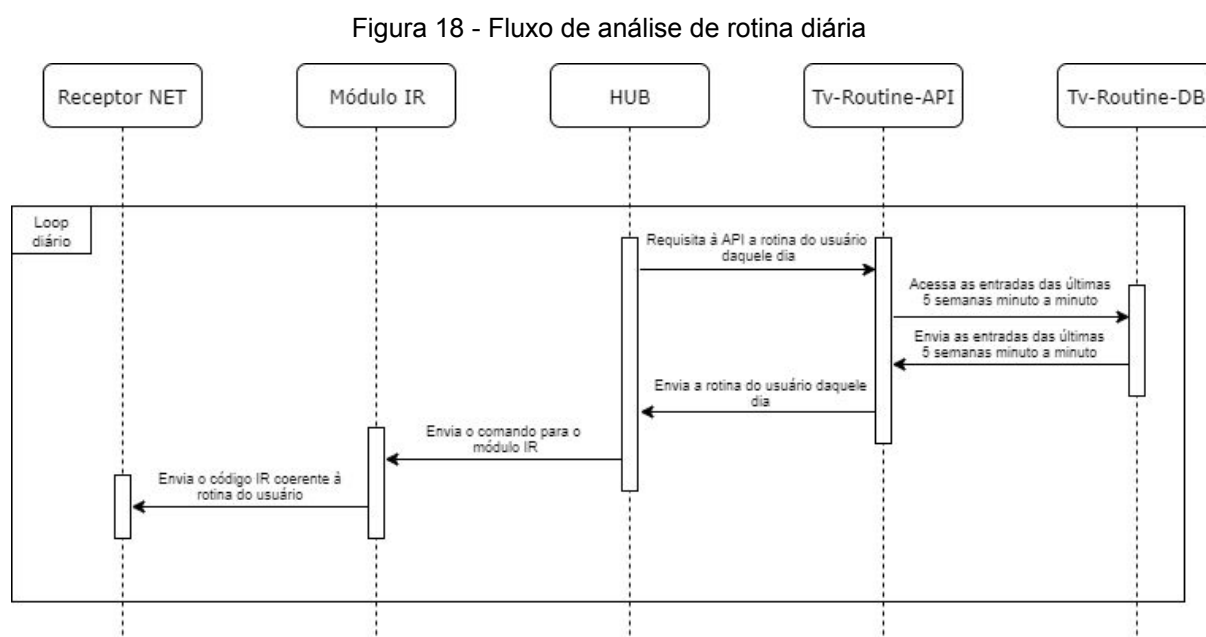 Figura 18 - Fluxo de análise de rotina diária
Receptor NET
Módulo IR
HUB
Tv-Routine-API
Tv-Routine-DB
Loop
diário
Requisita à API a rotina do usuário
daquele dia
Acessa as entradas das últimas
5 semanas minuto a minuto
Envia as entradas das últimas
5 semanas minuto a minuto
Envia a rotina do usuário daquele
dia
Envia o comando para o
módulo IR
Envia o código IR coerente à
rotina do usuário